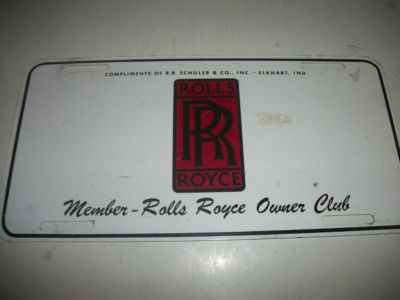 COMPLIMENTS OF R.R. SCHULER & CO., INC. - ELKHART, IND.
ROLLS
RR
ROYCE
Member-Rolls Royce Owner Club